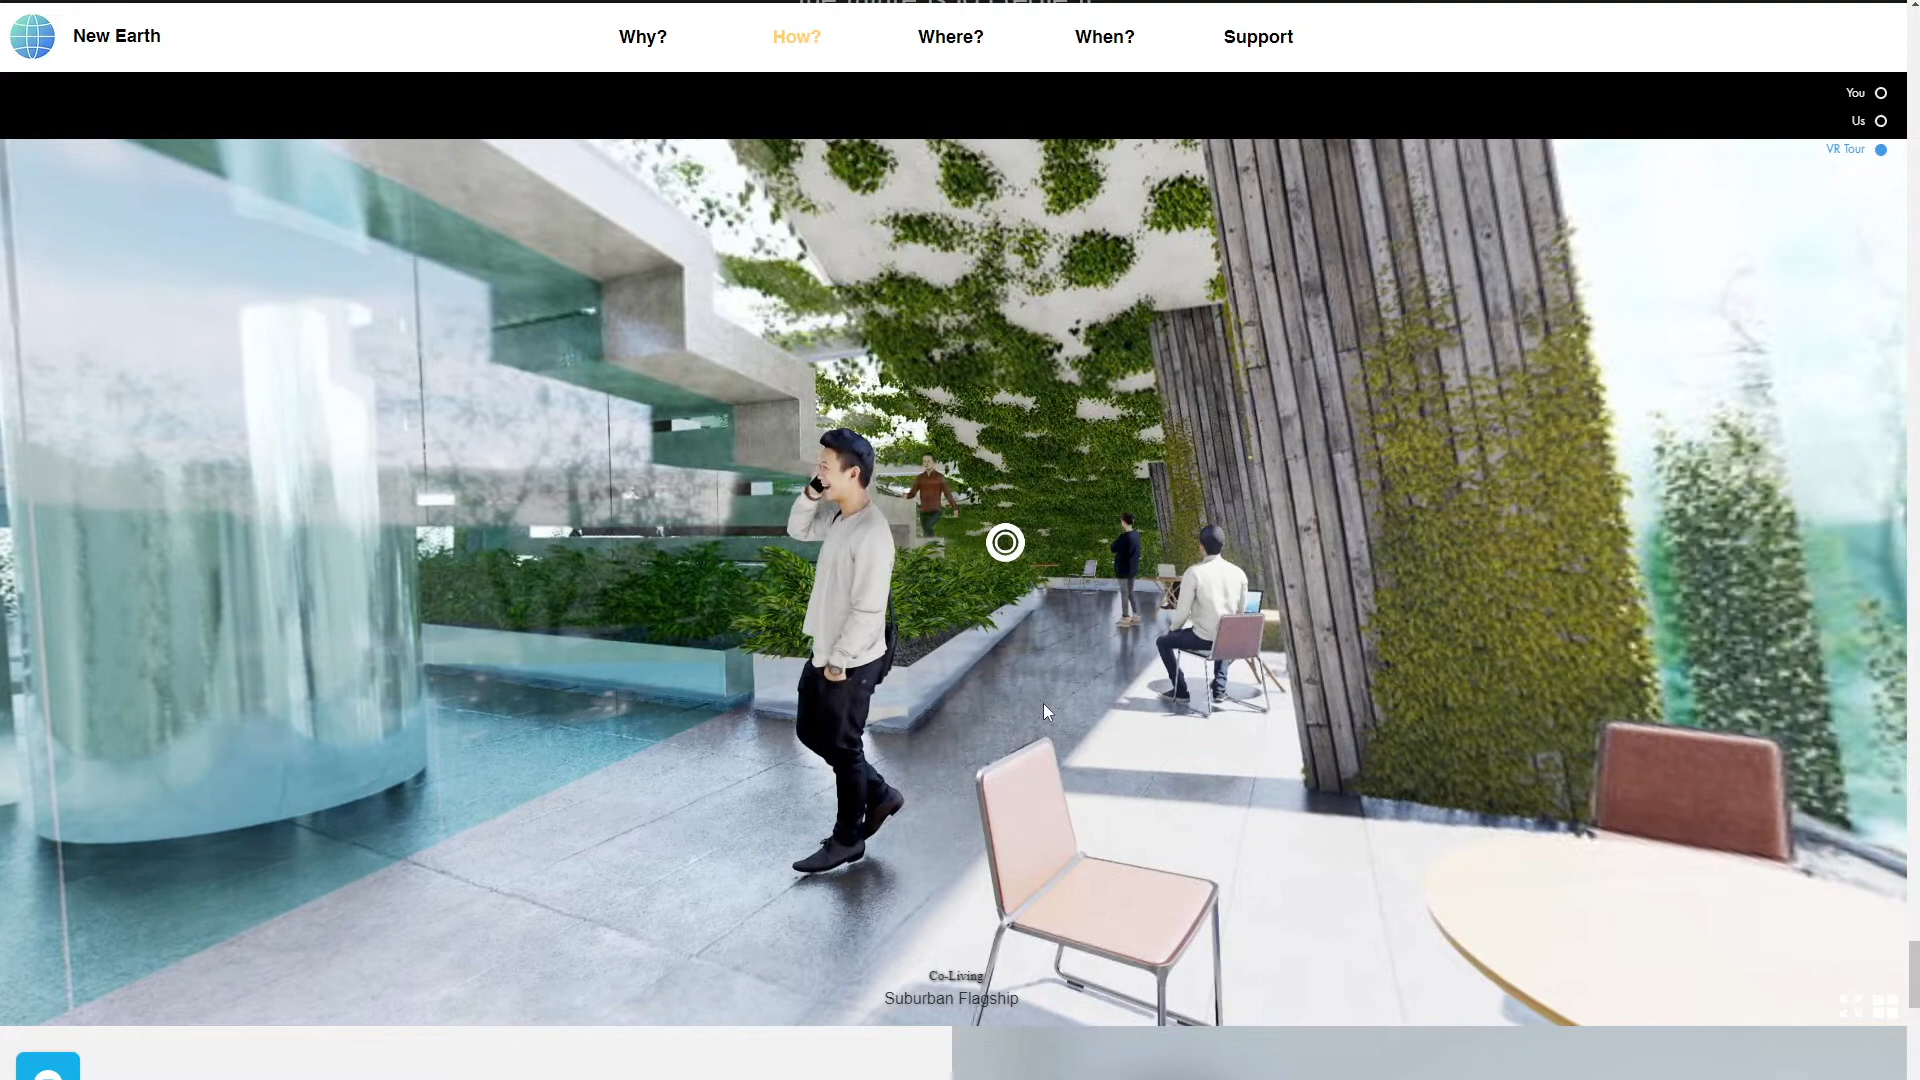 New Earth
Why?
How?
Where?
When?
Support
You
Us
VR Tour
Co-Living
Suburban Flagship